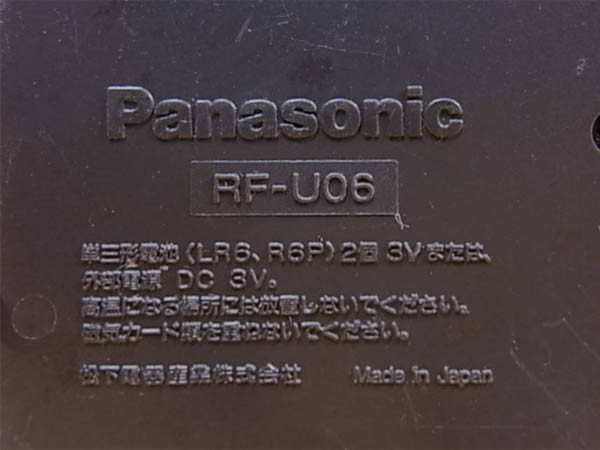 Panasonic
RF-U06
単三形電池〈LR6、R6P〉2個 3Vまたは、
外部電源 DC 3V。
高温になる場所には放置しないでください。
磁気カード類を重ねないでください。
松下電器産業株式会社 Made in Japan